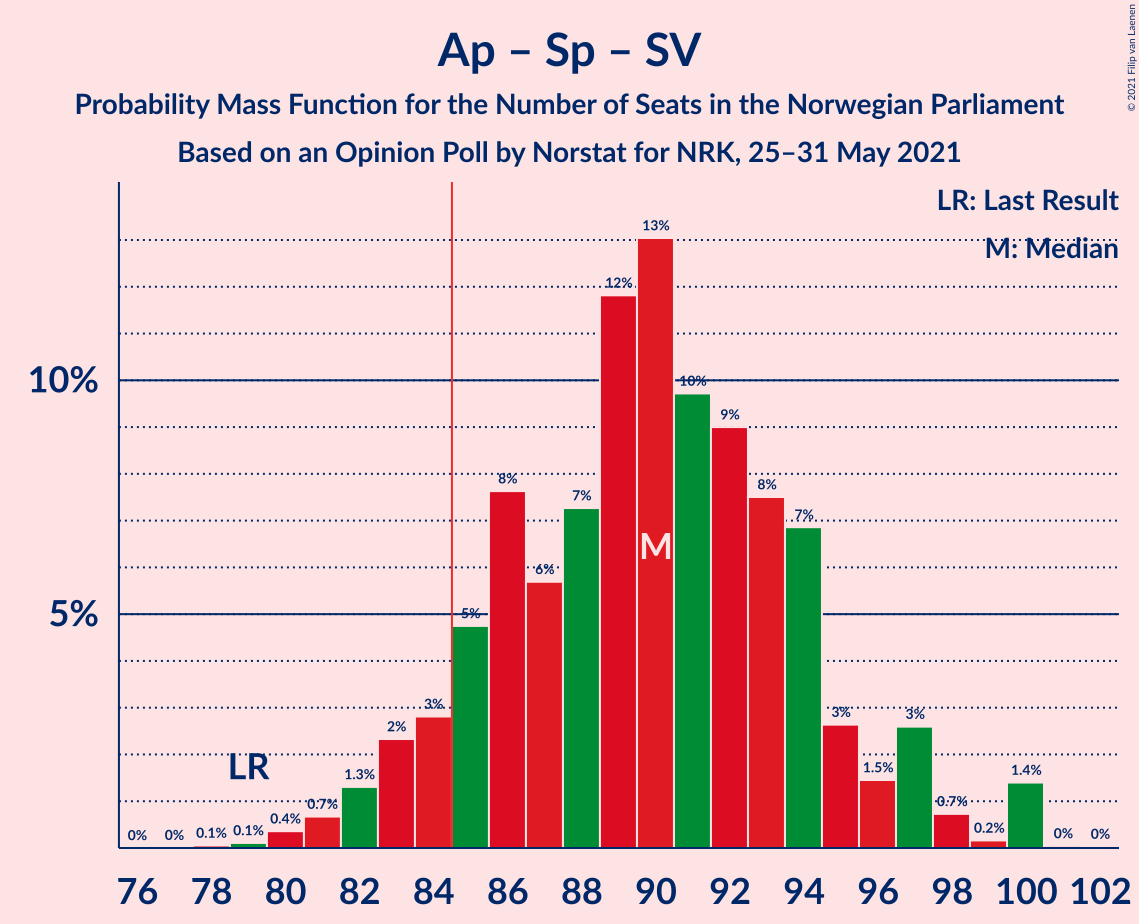 Ap – Sp – SV
Probability Mass Function for the Number of Seats in the Norwegian Parliament
Based on an Opinion Poll by Norstat for NRK, 25–31 May 2021
© 2021 Filip van Laenen
LR: Last Result
M: Median
10%
5%
0% 0% 0.1% 0.1% 0.4% 0.7% 1.3% 2% 3% 5% 8% 6% 7% 12% 13% 10% 9% 8% 7% 3% 1.5% 3% 0.7% 0.2% 1.4% 0% 0%
LR
M
76 78 80 82 84 86 88 90 92 94 96 98 100 102